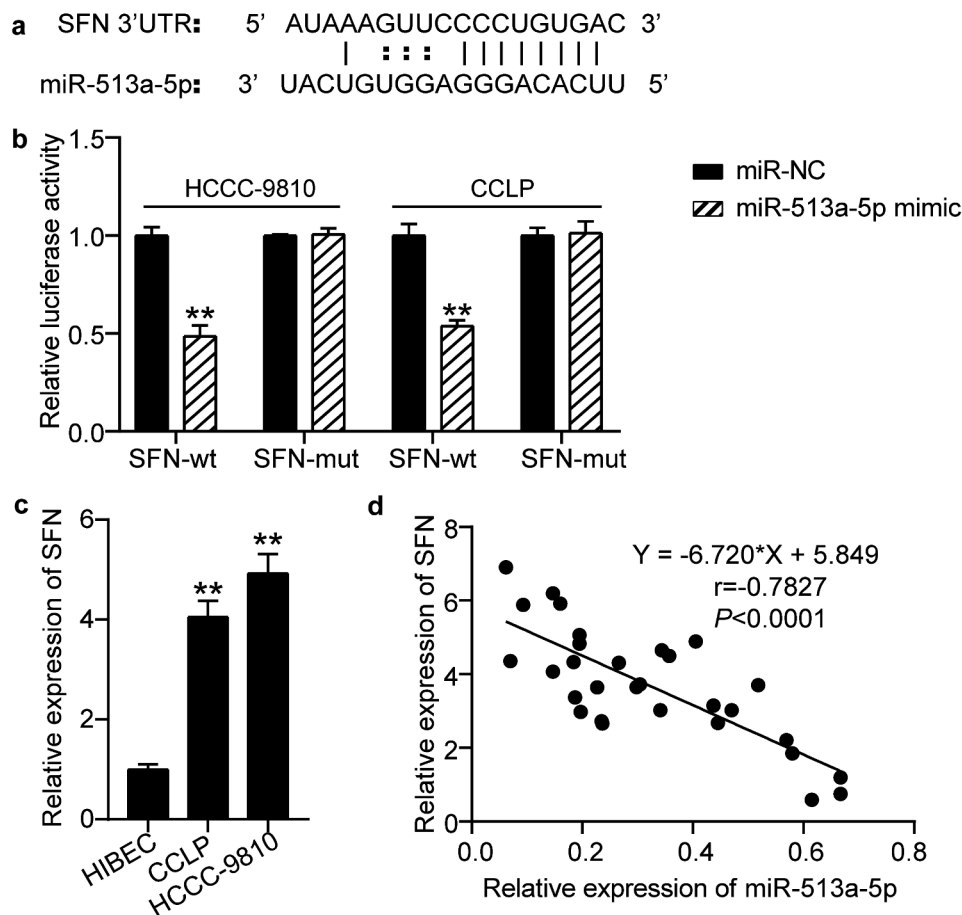 a
SFN 3’UTR: 5’ AUAAAGUUCCCCUGUGAC 3’
miR-513a-5p: 3’ UACUGUGGAGGGACACUU 5’
b
Relative luciferase activity
1.5
1.0
0.5
0.0
HCCC-9810
CCLP
** **
SFN-wt SFN-mut SFN-wt SFN-mut
miR-NC
miR-513a-5p mimic
c
Relative expression of SFN
6
4
2
0
**
**
HIBEC
CCLP
HCCC-9810
d
Relative expression of SFN
8
6
4
2
0
Y = -6.720*X + 5.849
r=-0.7827
P<0.0001
0.0 0.2 0.4 0.6 0.8
Relative expression of miR-513a-5p